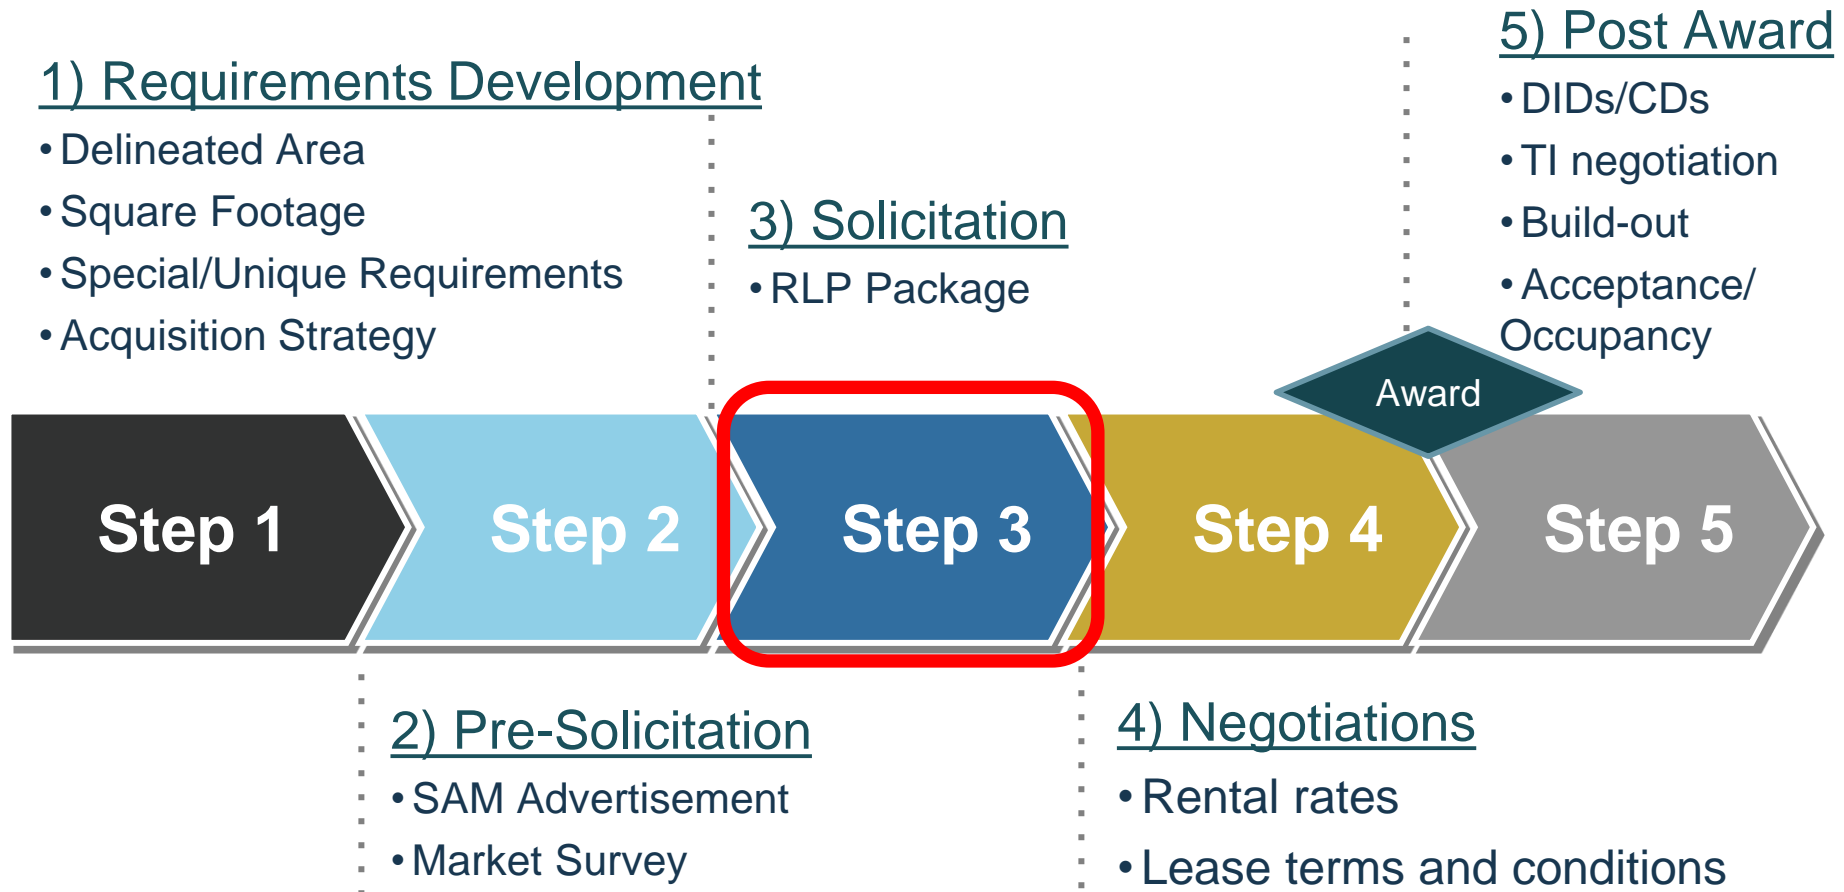 1) Requirements Development
• Delineated Area
• Square Footage
• Special/Unique Requirements
• Acquisition Strategy
3) Solicitation
• RLP Package
5) Post Award
• DIDs/CDs
• TI negotiation
• Build-out
• Acceptance/
Occupancy
Award
Step 1
Step 2
Step 3
Step 4
Step 5
2) Pre-Solicitation
• SAM Advertisement
• Market Survey
4) Negotiations
• Rental rates
• Lease terms and conditions